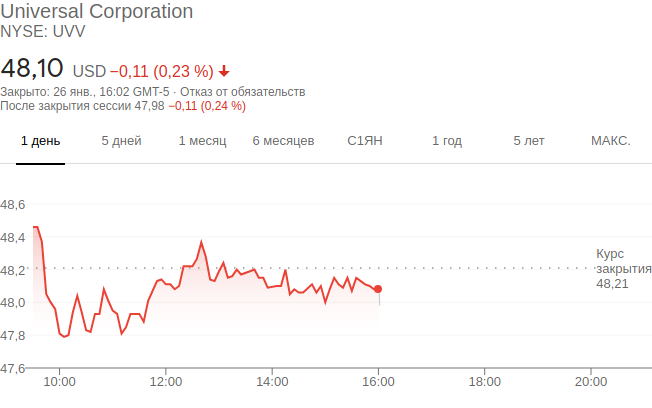 Universal Corporation
NYSE: UVV
48,10 USD −0,11 (0,23 %)
Закрыто: 26 янв., 16:02 GMT-5 · Отказ от обязательств
После закрытия сессии 47,98 −0,11 (0,24 %)
1 день 5 дней 1 месяц 6 месяцев С1ЯН 1 год 5 лет МАКС.
48,6
48,4
Курс
закрытия
48,21
48,2
48,0
47,8
47,6
10:00 12:00 14:00 16:00 18:00 20:00